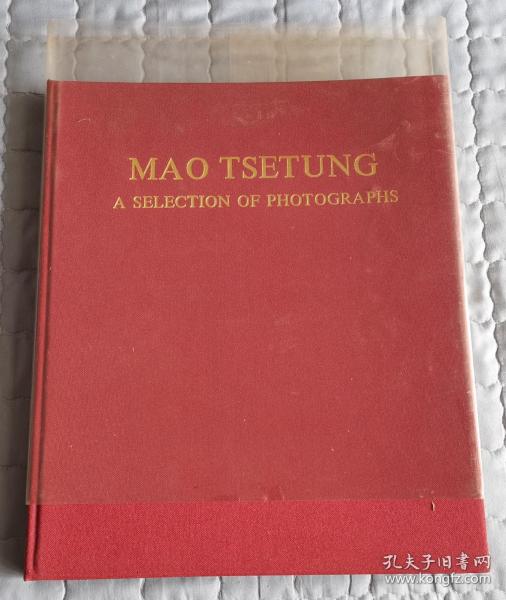 MAO TSETUNG
A SELECTION OF PHOTOGRAPHS
孔夫子旧书网
www.kongfz.com